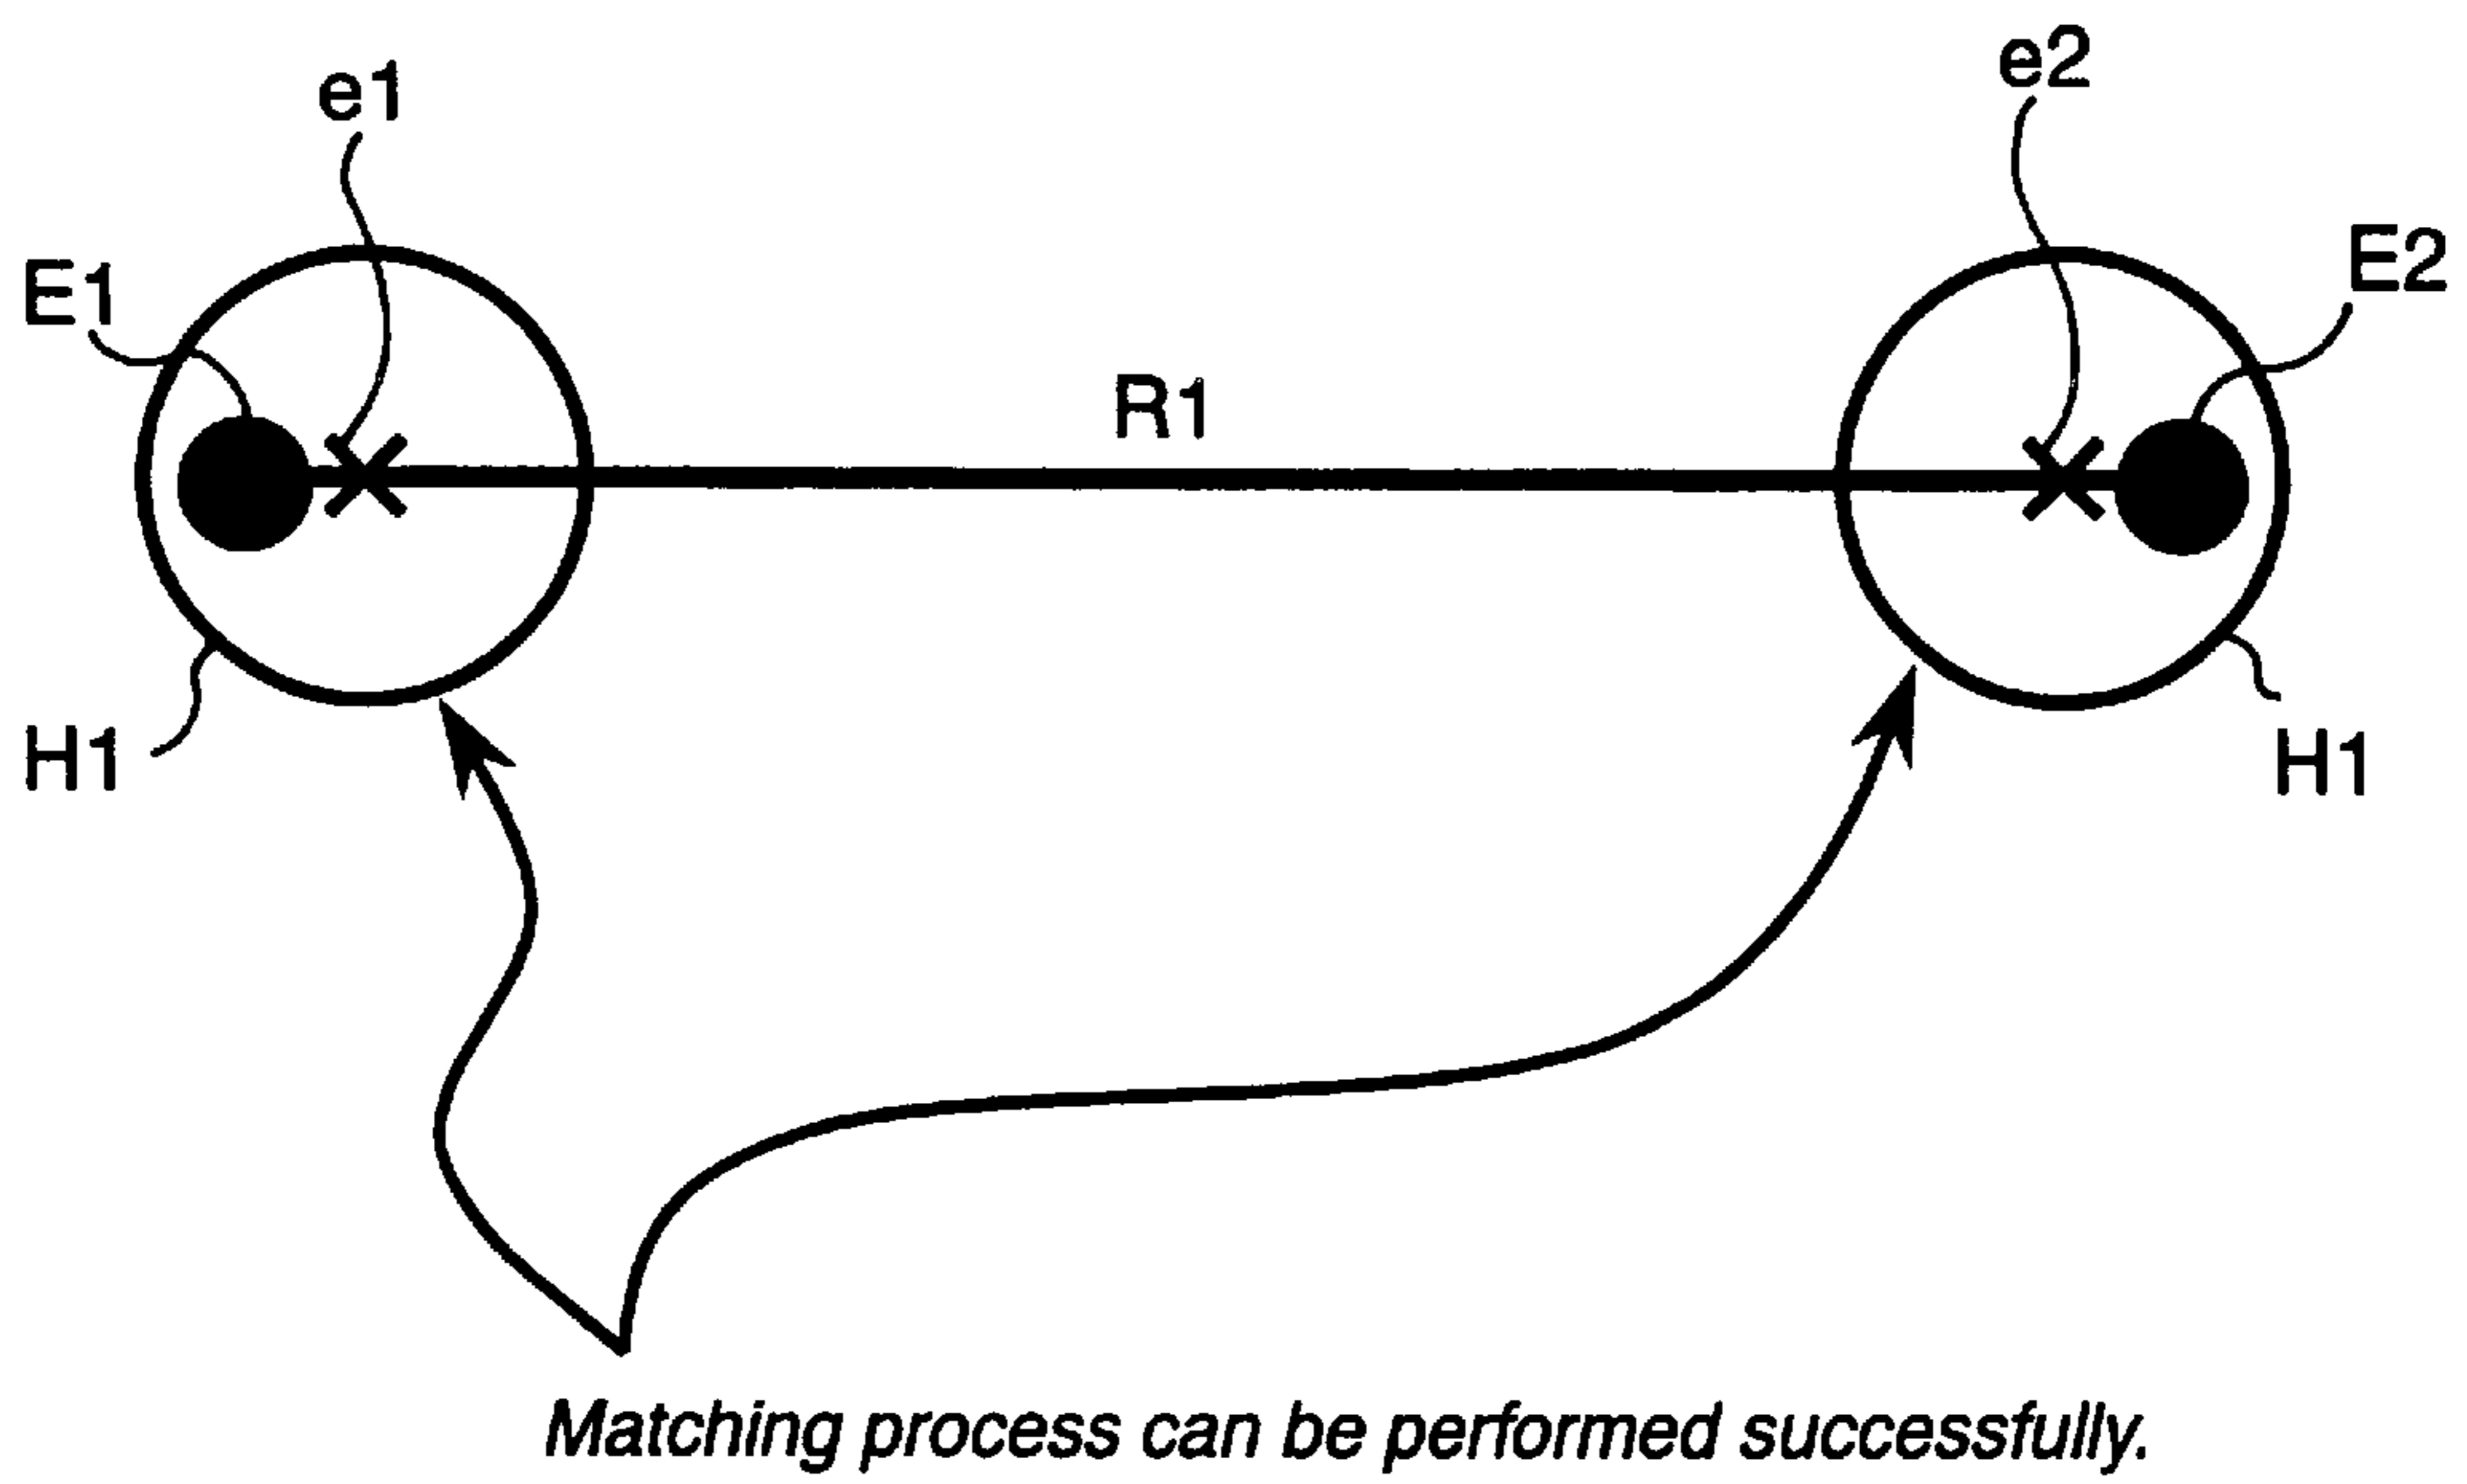 e1
e2
E1
E2
R1
H1
H1
Matching process can be performed successfully.